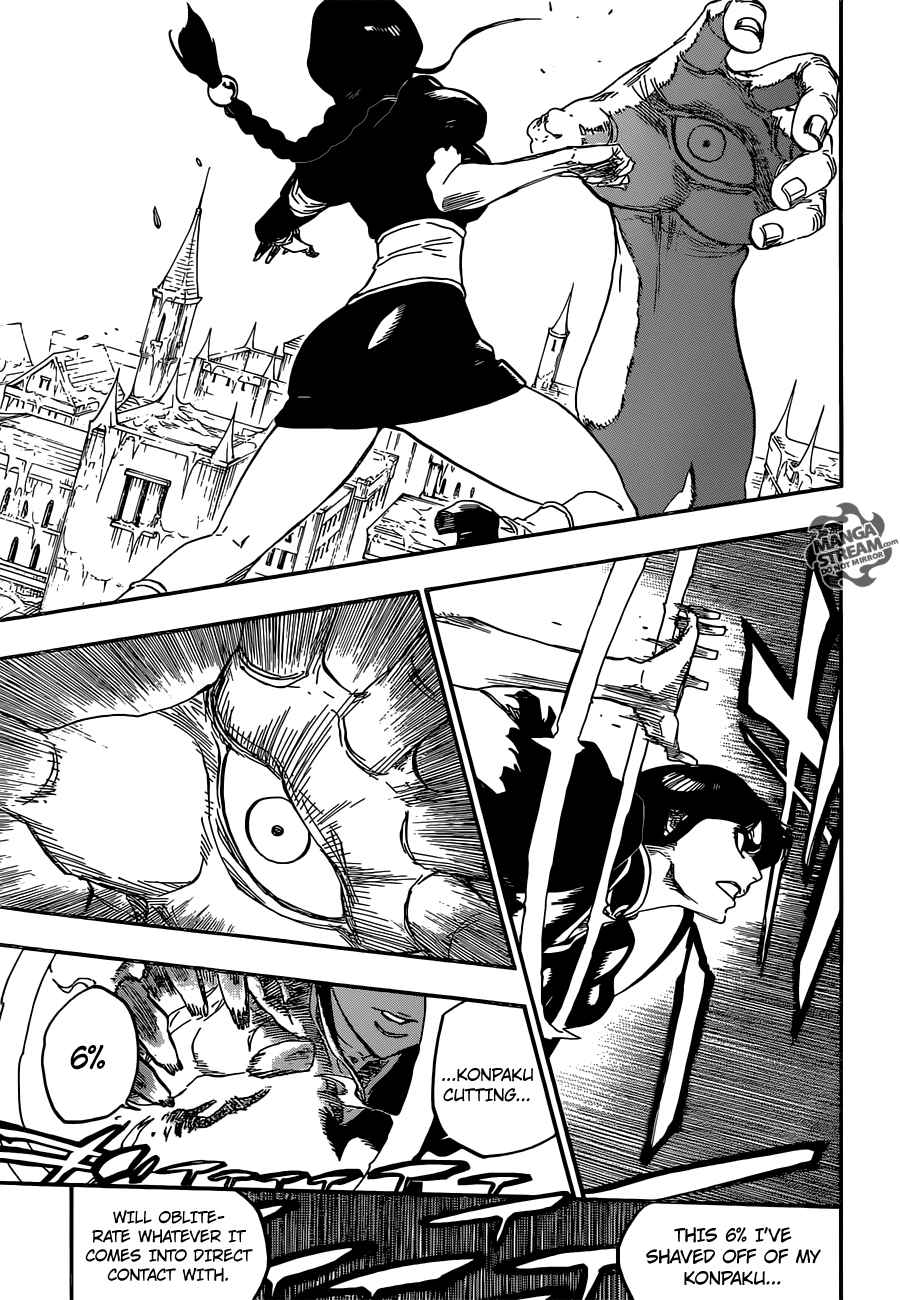 MANGA
STREAM.com
DO NOT MIRROR
...KONPAKU
CUTTING...
6%
THIS 6% I'VE
SHAVED OFF OF MY
KONPAKU...
WILL OBLITE-
RATE WHATEVER IT
COMES INTO DIRECT
CONTACT WITH.